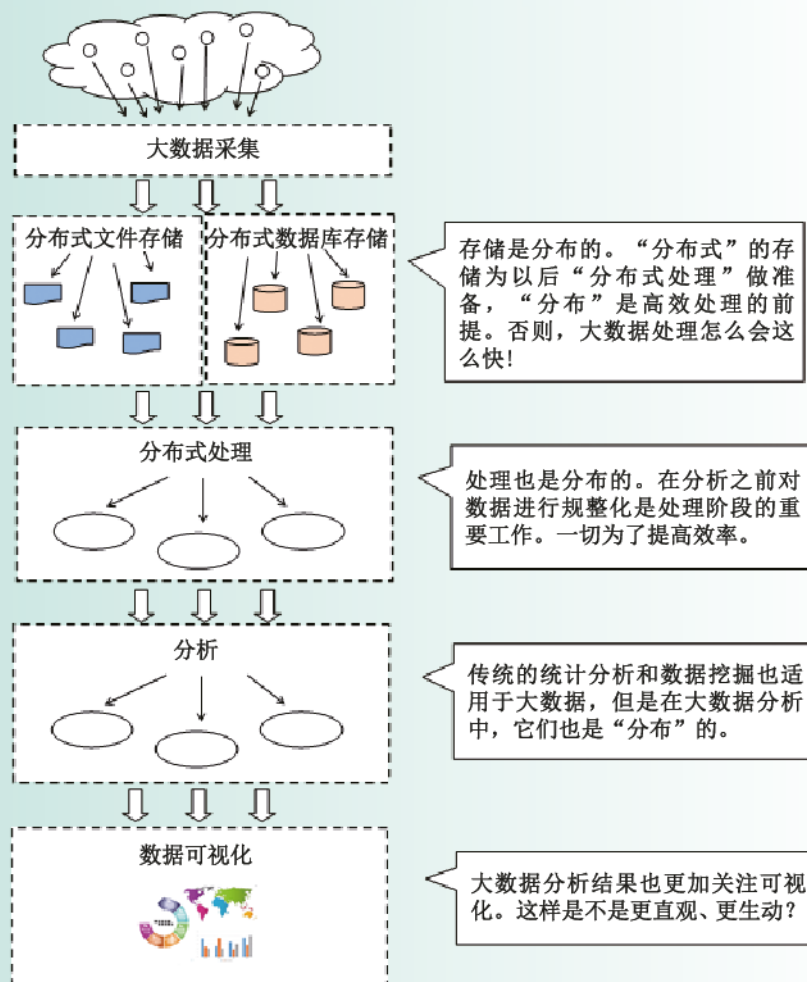 大数据采集
分布式文件存储
分布式数据库存储
存储是分布的。“分布式”的存
储为以后“分布式处理”做准
备，“分布”是高效处理的前
提。否则，大数据处理怎么会这
么快！
分布式处理
处理也是分布的。在分析之前对
数据进行规整化是处理阶段的重
要工作。一切为了提高效率。
分析
传统的统计分析和数据挖掘也适
用于大数据，但是在大数据分析
中，它们也是“分布”的。
数据可视化
大数据分析结果也更加关注可视
化。这样是不是更直观、更生动？